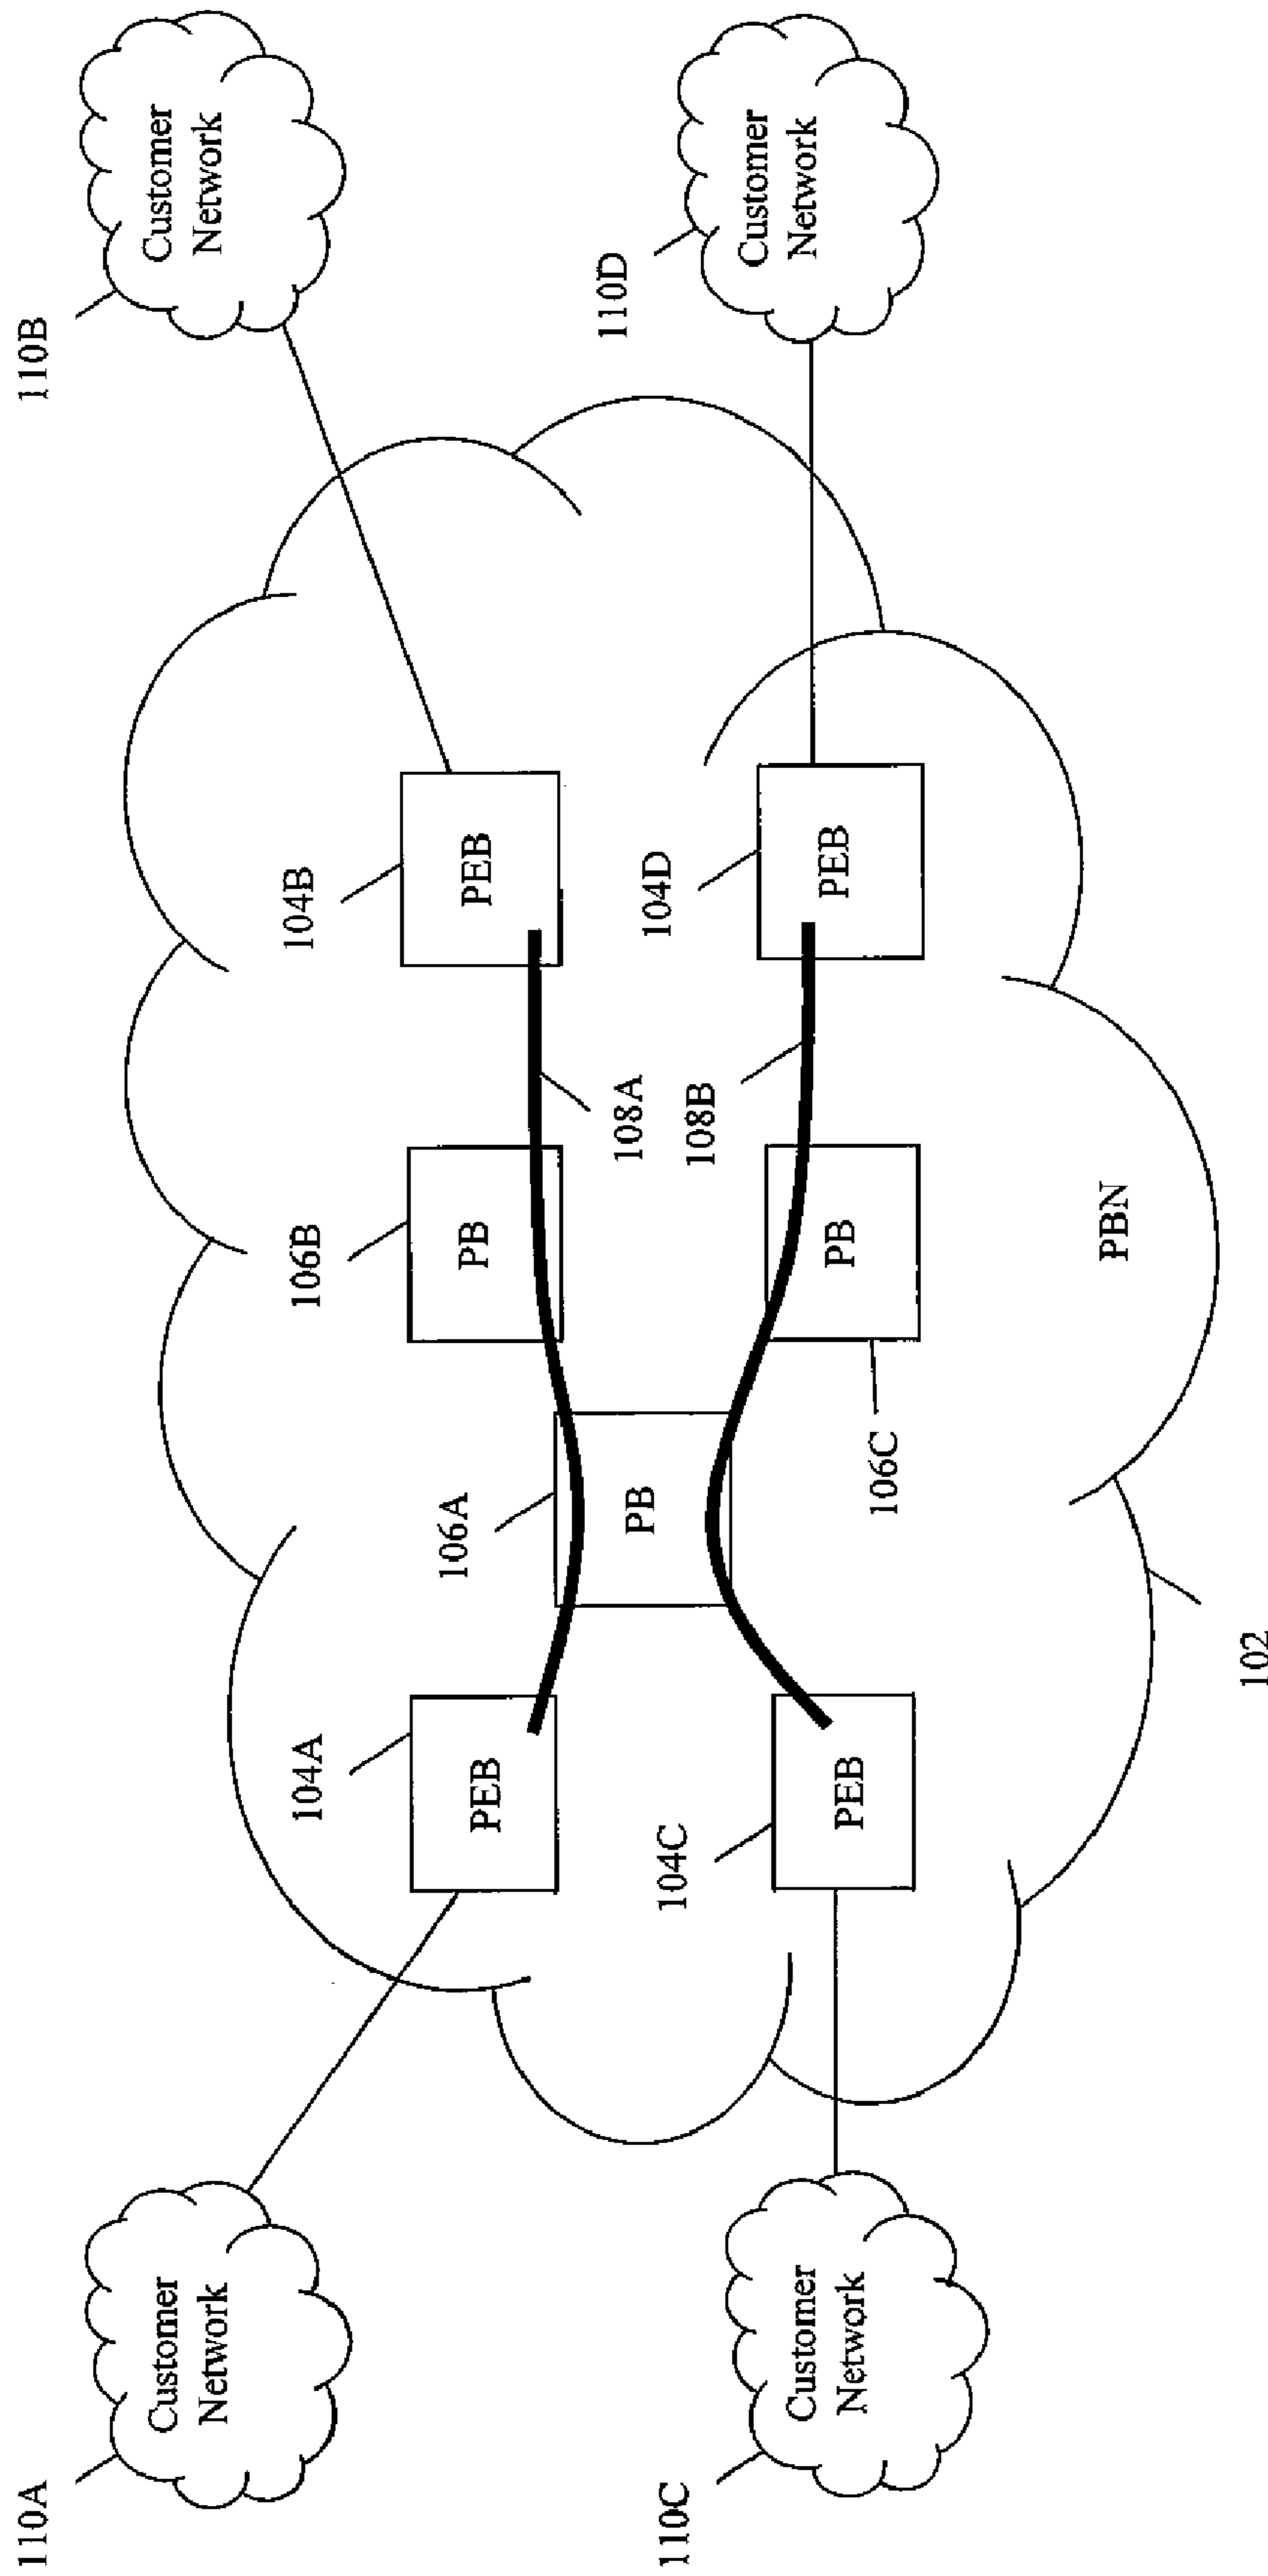 110A
Customer
Network
104A
PEB
106A
PB
106B
PB
108A
104B
PEB
110B
Customer
Network
110C
Customer
Network
104C
PEB
106C
PB
108B
104D
PEB
110D
Customer
Network
PBN
102